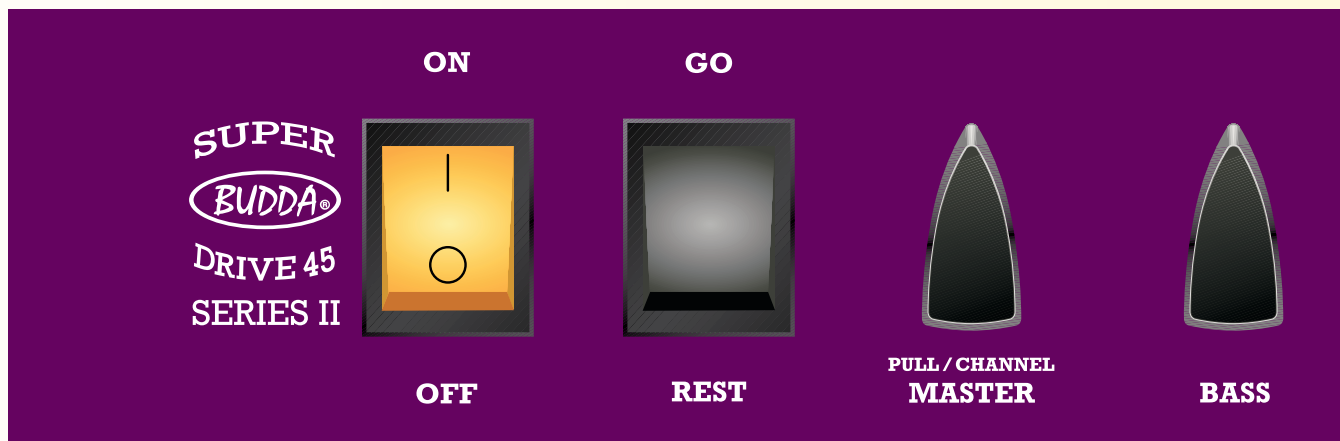 ON
GO
SUPER
BUDDA®
DRIVE 45
SERIES II
OFF
REST
PULL / CHANNEL
MASTER
BASS